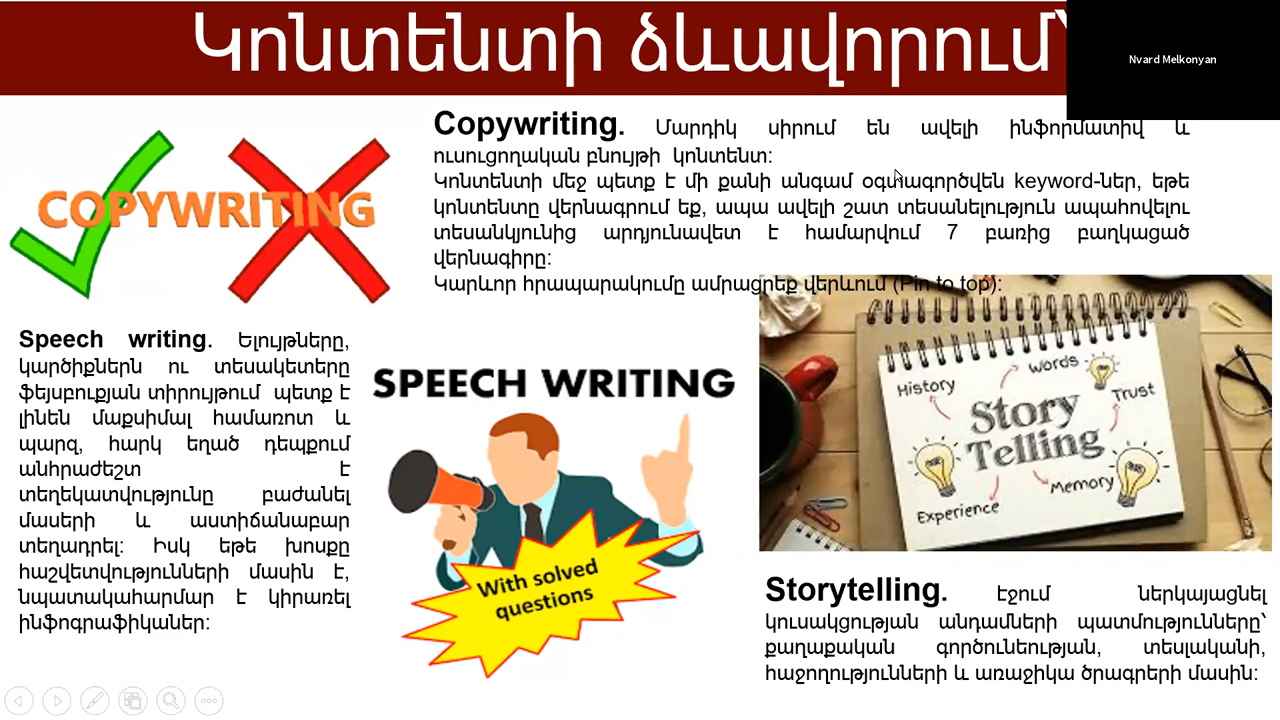 Կոնտենտի ձևավորում՝
Nvard Melkonyan
COPYWRITING
Copywriting. Մարդիկ սիրում են ավելի ինֆորմատիվ և
ուսուցողական բնույթի կոնտենտ:
Կոնտենտի մեջ պետք է մի քանի անգամ օգտագործվեն keyword-ներ, եթե
կոնտենտը վերնագրում եք, ապա ավելի շատ տեսանելություն ապահովելու
տեսանկյունից արդյունավետ է համարվում 7 բառից բաղկացած
վերնագիրը:
Կարևոր հրապարակումը ամրացրեք վերևում (Pin to top):
Speech writing. Ելույթները,
կարծիքներն ու տեսակետերը
ֆեյսբուքյան տիրույթում պետք է
լինեն մաքսիմալ համառոտ և
պարզ, հարկ եղած դեպքում
անհրաժեշտ է
տեղեկատվությունը բաժանել
մասերի և աստիճանաբար
տեղադրել: Իսկ եթե խոսքը
հաշվետվությունների մասին է,
նպատակահարմար է կիրառել
ինֆոգրաֆիկաներ:
SPEECH WRITING
With solved
questions
History
Words
Trust
Story
Telling
Memory
Experience
Storytelling. Էջում ներկայացնել
կուսակցության անդամների պատմությունները՝
քաղաքական գործունեության, տեսլականի,
հաջողությունների և առաջիկա ծրագրերի մասին: